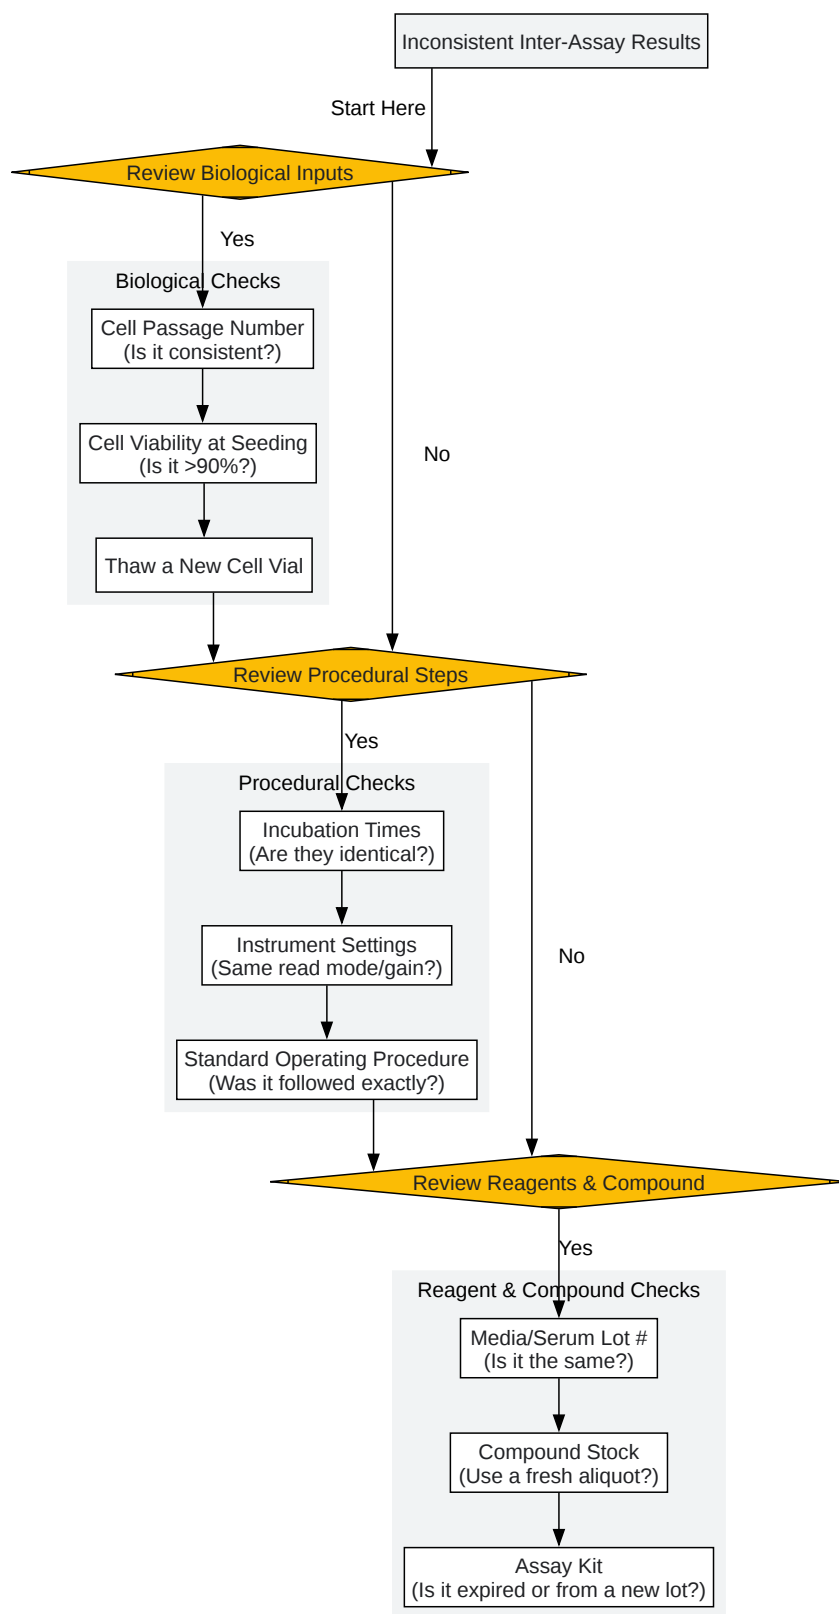 Inconsistent Inter-Assay Results
Start Here
Review Biological Inputs
Yes
Biological Checks
Cell Passage Number
(Is it consistent?)
Cell Viability at Seeding
(Is it >90%?)
No
Thaw a New Cell Vial
Review Procedural Steps
Yes
Procedural Checks
Incubation Times
(Are they identical?)
Instrument Settings
(Same read mode/gain?)
No
Standard Operating Procedure
(Was it followed exactly?)
Review Reagents & Compound
Yes
Reagent & Compound Checks
Media/Serum Lot #
(Is it the same?)
Compound Stock
(Use a fresh aliquot?)
Assay Kit
(Is it expired or from a new lot?)